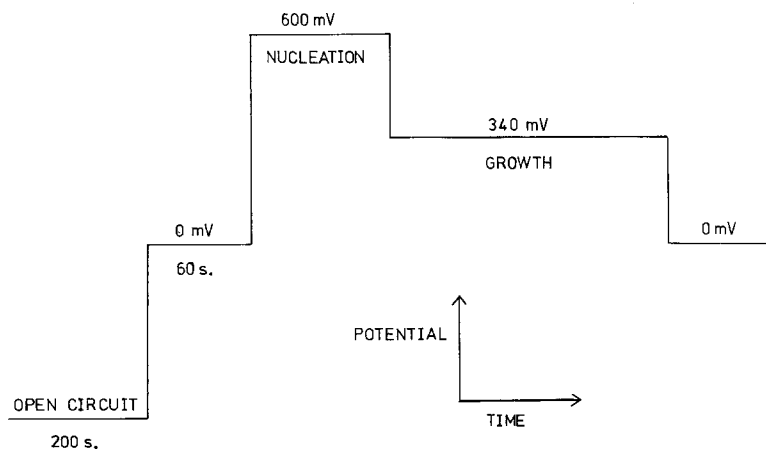 600 mV
NUCLEATION
340 mV
GROWTH
0 mV
60 s.
0 mV
POTENTIAL
TIME
OPEN CIRCUIT
200 s.